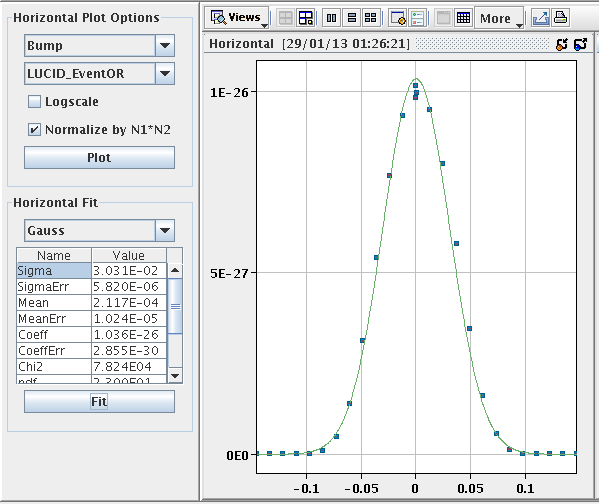 Horizontal Plot Options
Bump
LUCID_EventOR
Logscale
Normalize by N1*N2
Plot
Horizontal Fit
Gauss
Name Value
Sigma 3.031E-02
SigmaErr 5.820E-06
Mean 2.117E-04
MeanErr 1.024E-05
Coeff 1.036E-26
CoeffErr 2.855E-30
Chi2 7.824E04
ndf 2.300E01
Fit
Views
More
Horizontal [29/01/13 01:26:21]
1E-26
5E-27
0E0
-0.1 -0.05 0 0.05 0.1